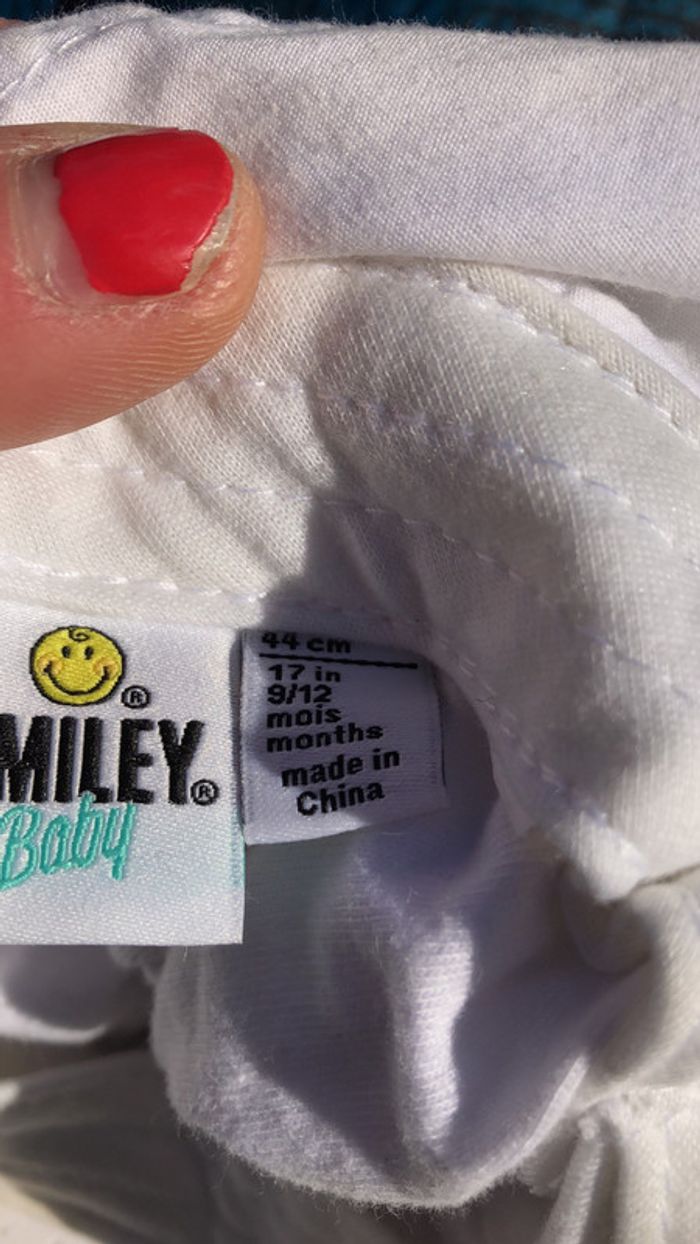 ®
MILEY®
Baby
44 cm
17 in
9/12
mois
months
made in
China